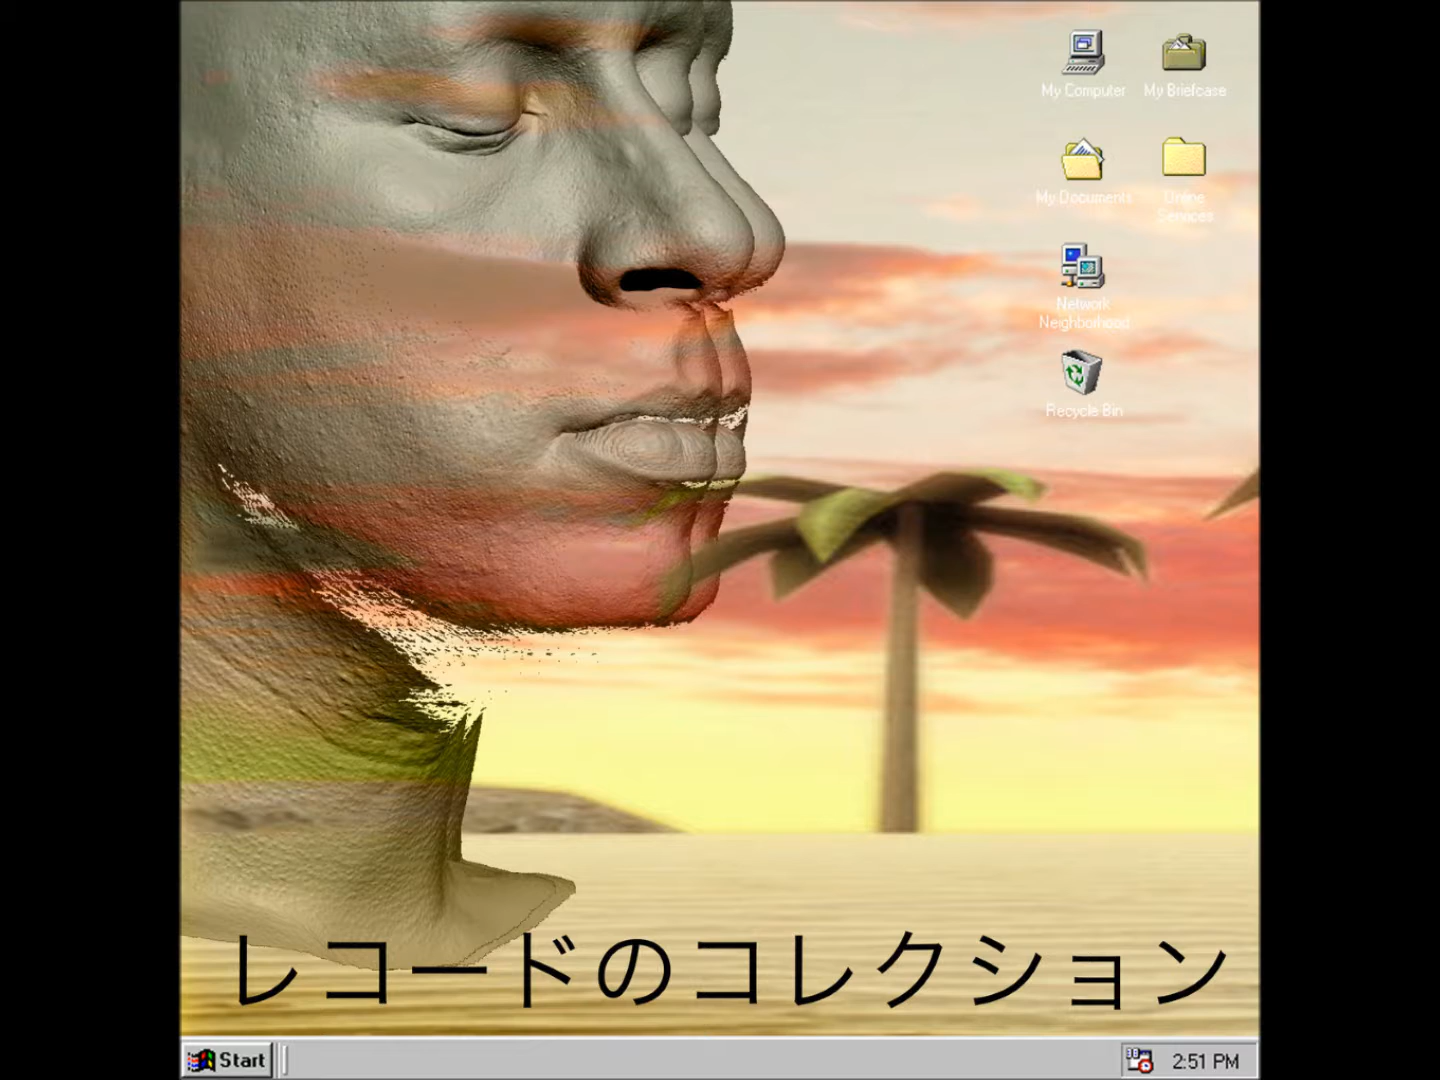 My Computer
My Briefcase
My Documents
Online
Services
Network
Neighborhood
Recycle Bin
レコードのコレクション
Start
2:51 PM